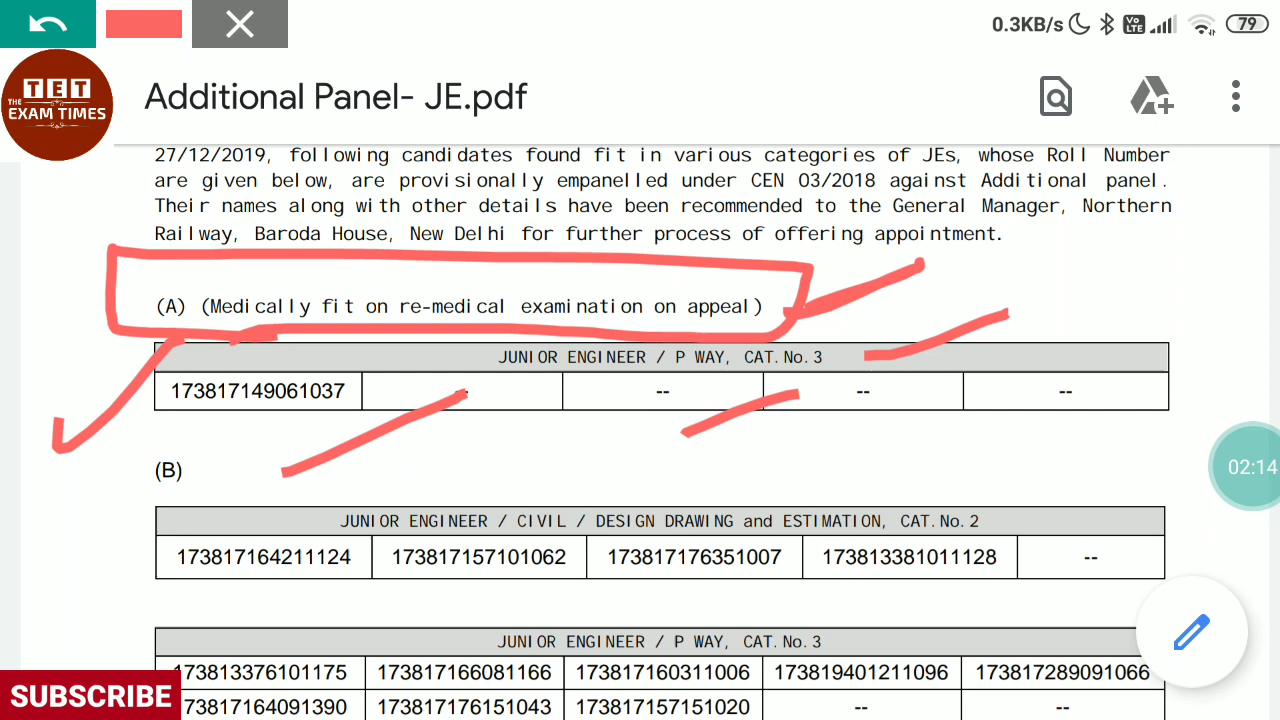 0.3KB/s Vo LTE 79
TET
THE
EXAM TIMES
Additional Panel- JE.pdf
27/12/2019, following candidates found fit in various categories of JEs, whose Roll Number
are given below, are provisionally empanelled under CEN 03/2018 against Additional panel.
Their names along with other details have been recommended to the General Manager, Northern
Railway, Baroda House, New Delhi for further process of offering appointment.
(A) (Medically fit on re-medical examination on appeal)
JUNIOR ENGINEER / P WAY, CAT.No.3
173817149061037 -- -- -- --
02:14
(B)
JUNIOR ENGINEER / CIVIL / DESIGN DRAWING and ESTIMATION, CAT.No.2
173817164211124 173817157101062 173817176351007 173813381011128 --
JUNIOR ENGINEER / P WAY, CAT.No.3
173813376101175 173817166081166 173817160311006 173819401211096 173817289091066
173817164091390 173817176151043 173817157151020 -- --
SUBSCRIBE